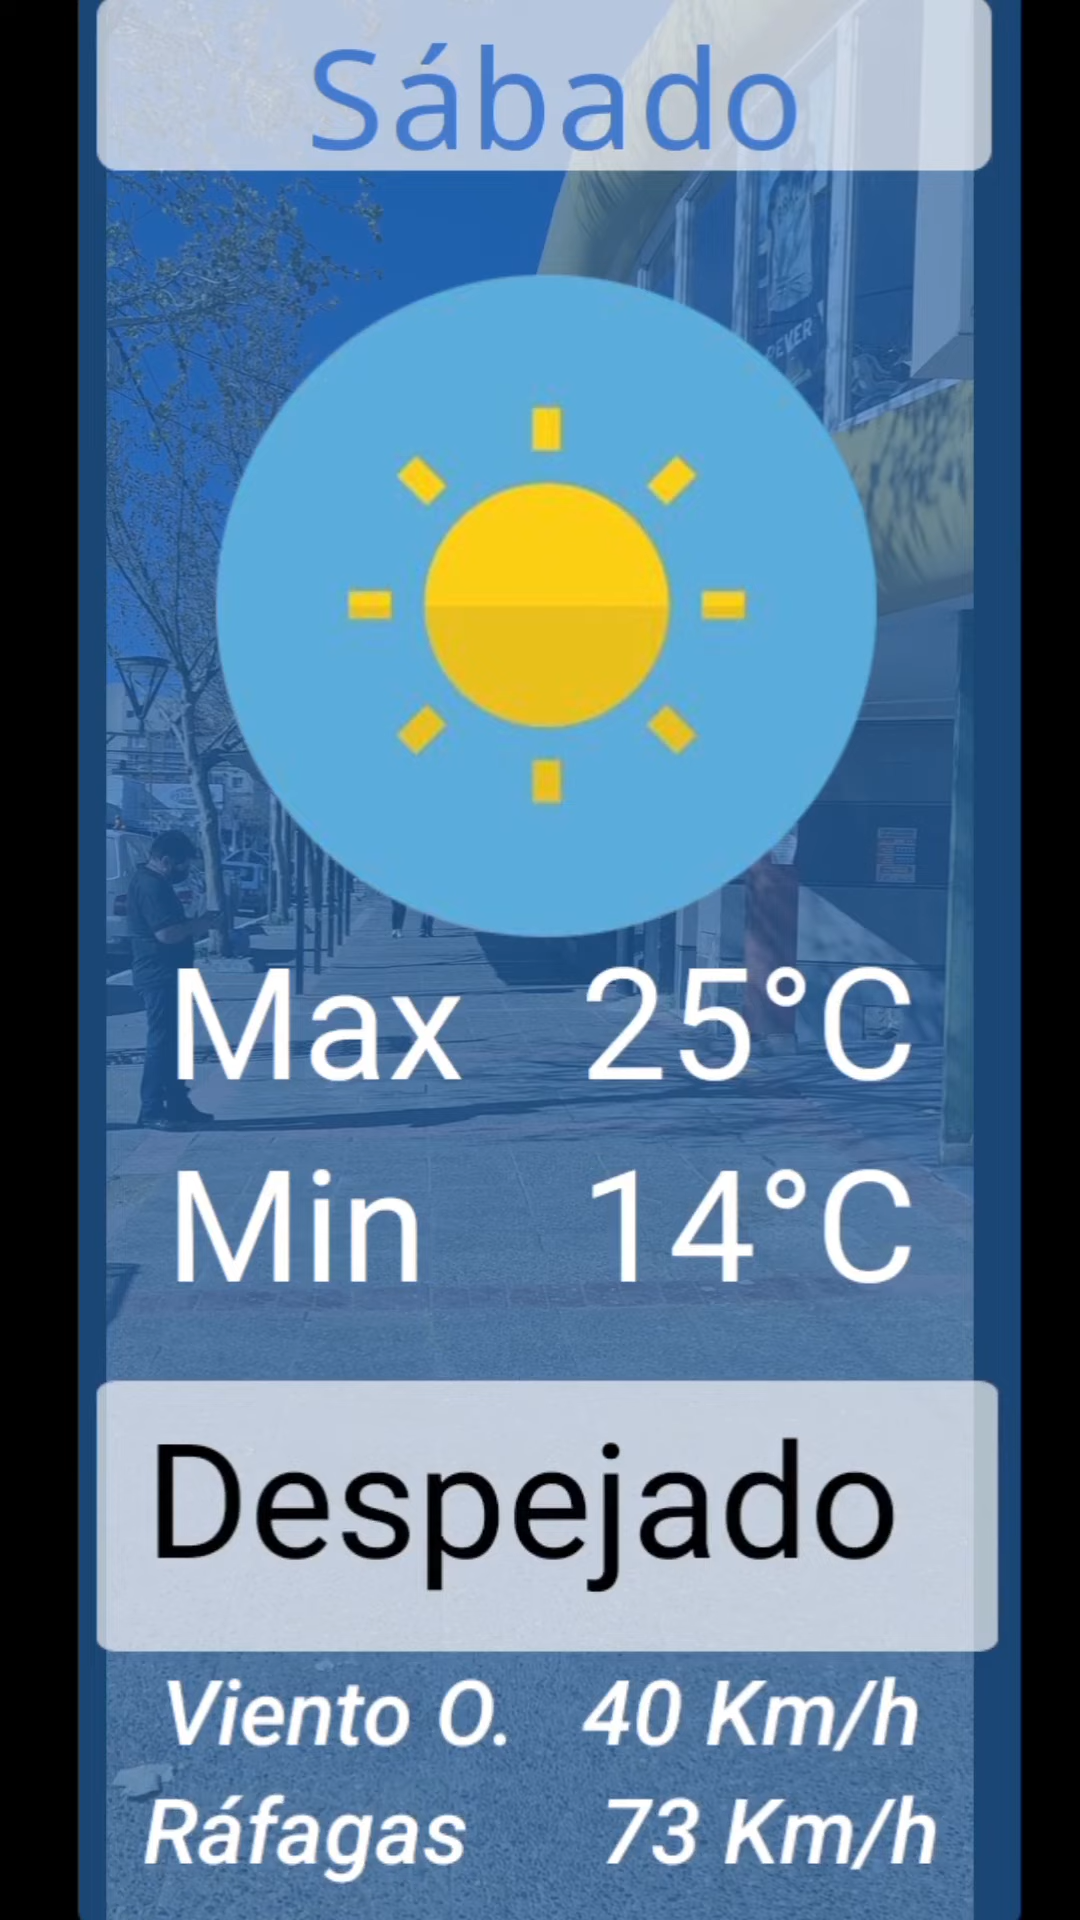 Sábado
Max 25°C
Min 14°C
Despejado
Viento O. 40 Km/h
Ráfagas 73 Km/h